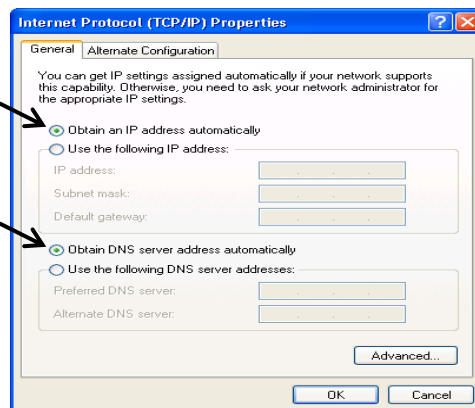 Internet Protocol (TCP/IP) Properties
General
Alternate Configuration
You can get IP settings assigned automatically if your network supports
this capability. Otherwise, you need to ask your network administrator for
the appropriate IP settings.
Obtain an IP address automatically
Use the following IP address:
IP address:
Subnet mask:
Default gateway:
Obtain DNS server address automatically
Use the following DNS server addresses:
Preferred DNS server:
Alternate DNS server:
Advanced...
OK
Cancel